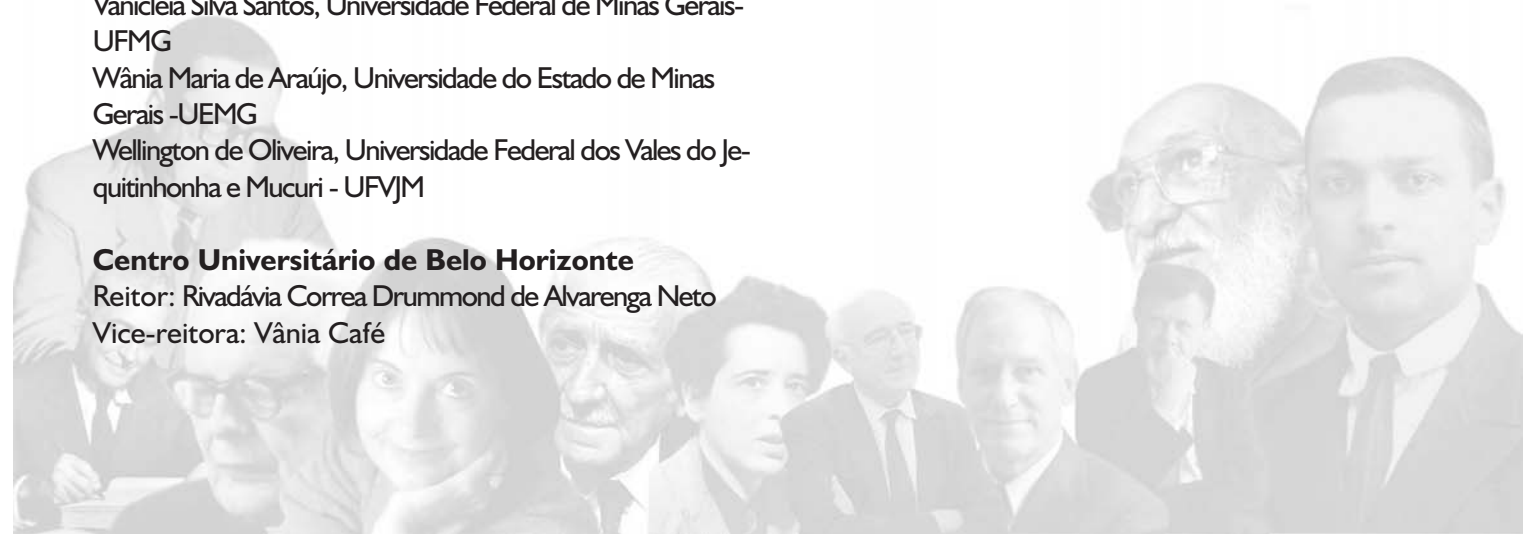 Vanicleia Silva Santos, Universidade Federal de Minas Gerais-
UFMG
Wânia Maria de Araújo, Universidade do Estado de Minas
Gerais -UEMG
Wellington de Oliveira, Universidade Federal dos Vales do Je-
quitinhonha e Mucuri - UFVJM
Centro Universitário de Belo Horizonte
Reitor: Rivadávia Correa Drummond de Alvarenga Neto
Vice-reitora: Vânia Café